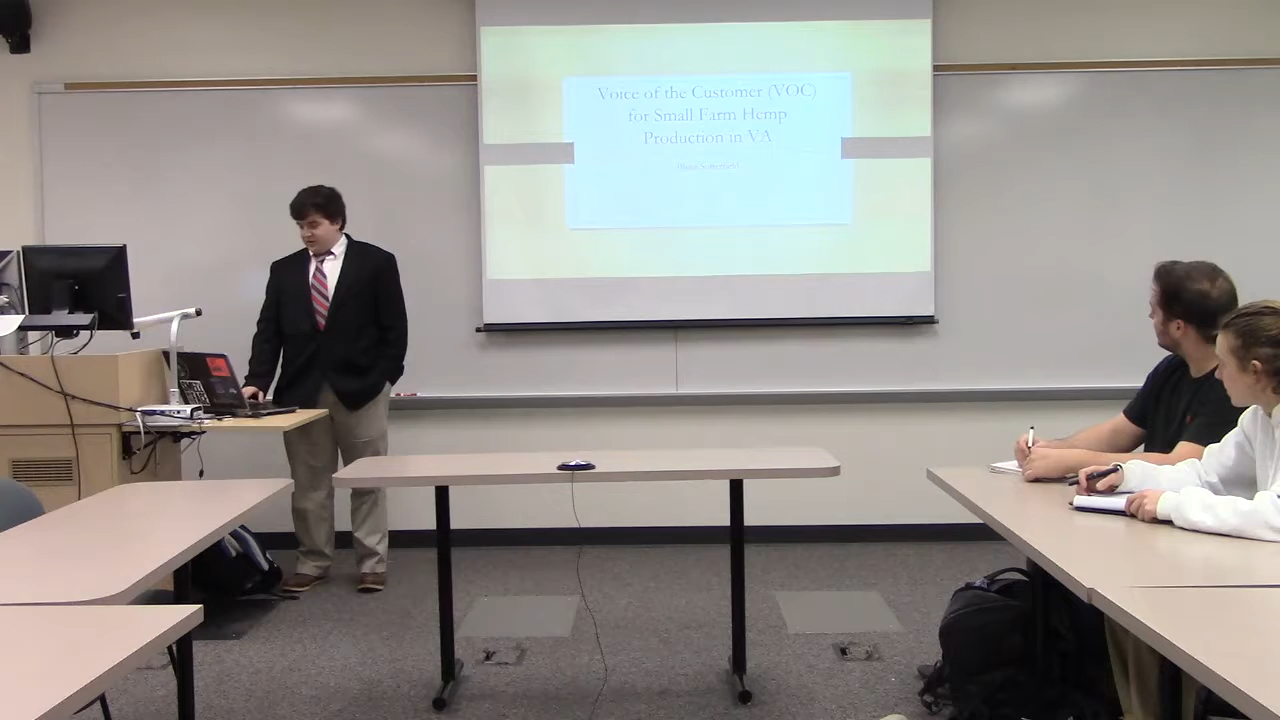 Voice of the Customer (VOC)
for Small Farm Hemp
Production in VA